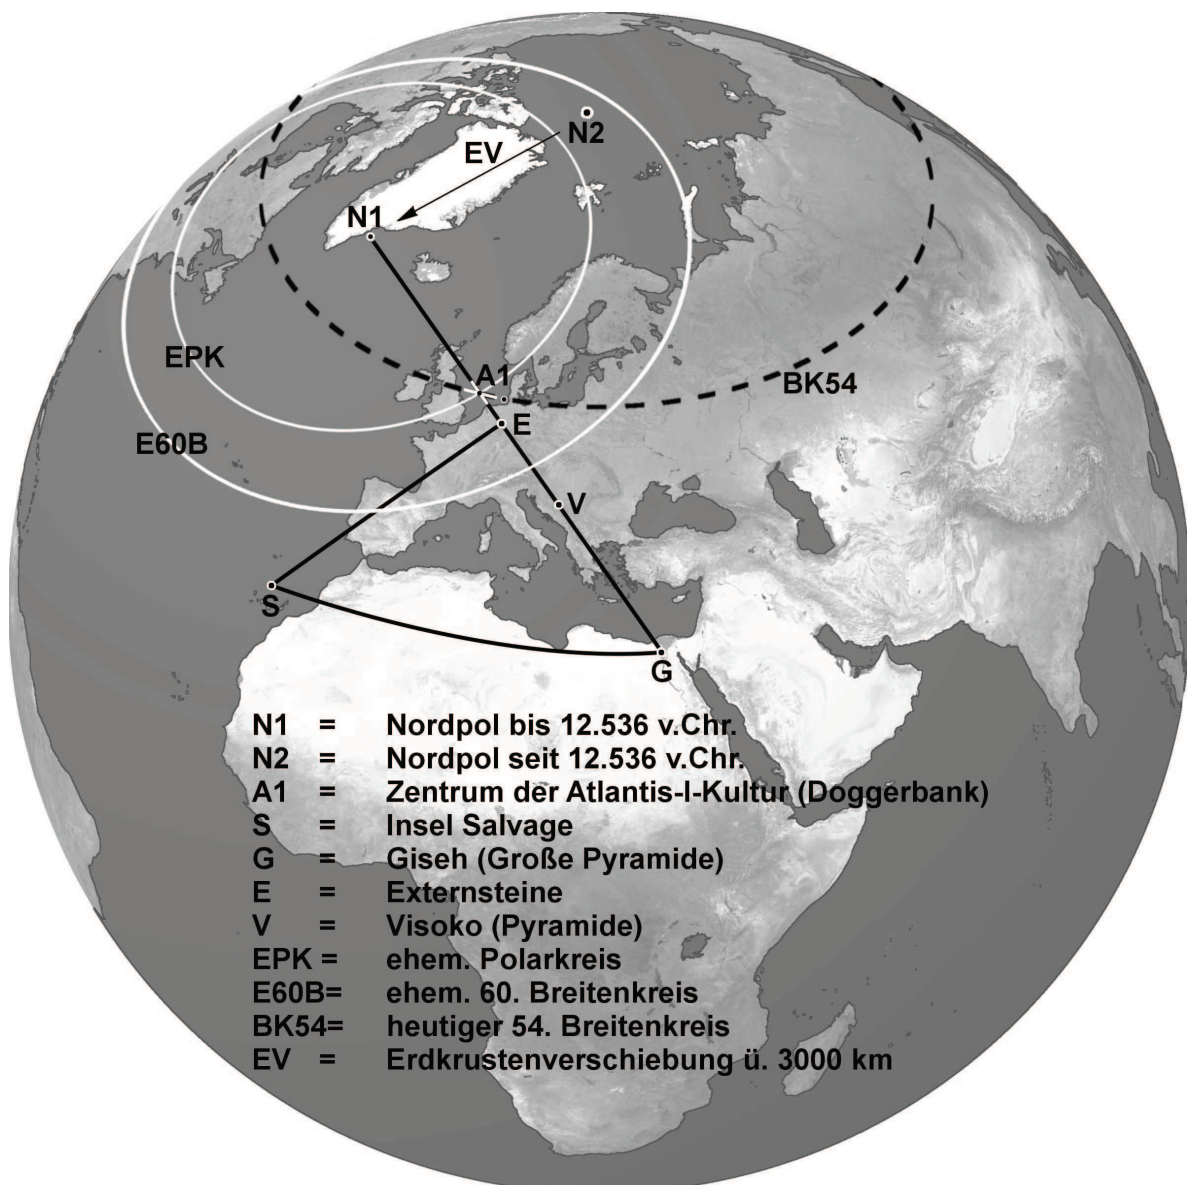 N2
EV
N1
EPK
A1
BK54
E60B
E
V
S
G
N1 = Nordpol bis 12.536 v.Chr.
N2 = Nordpol seit 12.536 v.Chr.
A1 = Zentrum der Atlantis-I-Kultur (Doggerbank)
S = Insel Salvage
G = Giseh (Große Pyramide)
E = Externsteine
V = Visoko (Pyramide)
EPK = ehem. Polarkreis
E60B= ehem. 60. Breitenkreis
BK54= heutiger 54. Breitenkreis
EV = Erdkrustenverschiebung ü. 3000 km